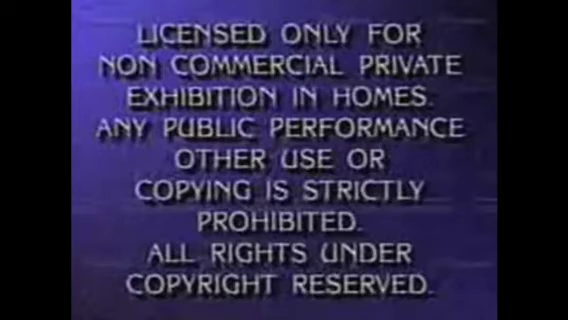 LICENSED ONLY FOR
NON COMMERCIAL PRIVATE
EXHIBITION IN HOMES.
ANY PUBLIC PERFORMANCE
OTHER USE OR
COPYING IS STRICTLY
PROHIBITED.
ALL RIGHTS UNDER
COPYRIGHT RESERVED.